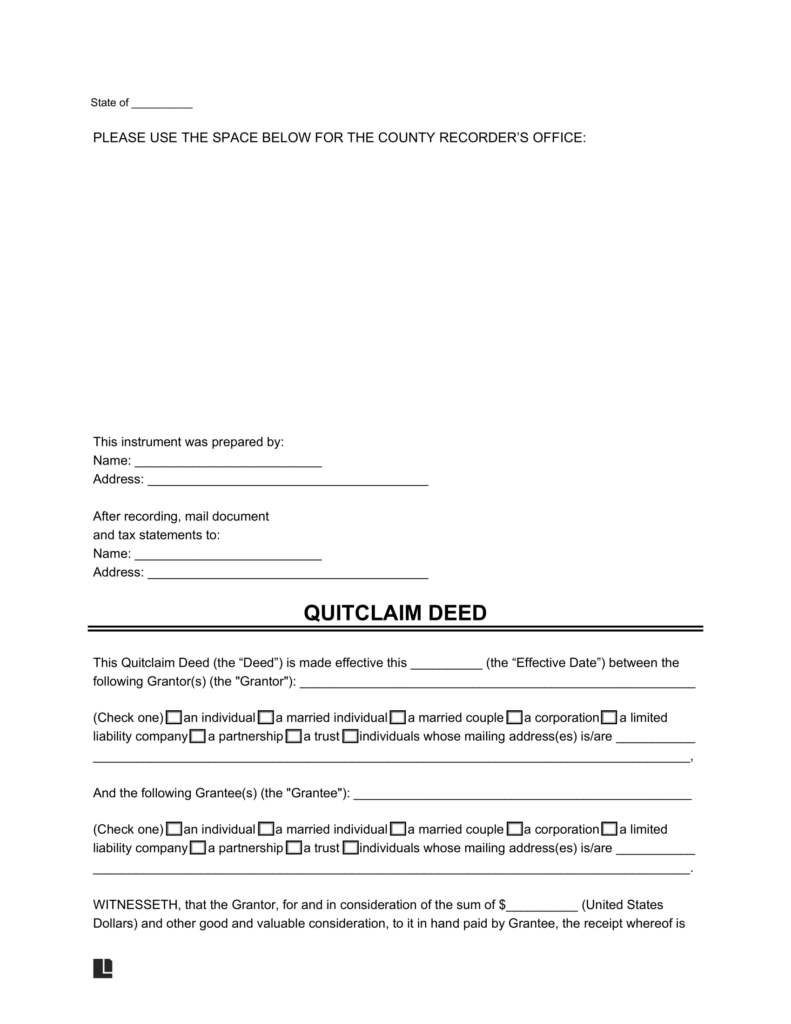 State of __________
PLEASE USE THE SPACE BELOW FOR THE COUNTY RECORDER’S OFFICE:
This instrument was prepared by:
Name: __________________________
Address: _______________________________________
After recording, mail document
and tax statements to:
Name: __________________________
Address: _______________________________________
QUITCLAIM DEED
This Quitclaim Deed (the “Deed”) is made effective this __________ (the “Effective Date”) between the
following Grantor(s) (the "Grantor"): _______________________________________________________
(Check one) ☐ an individual ☐ a married individual ☐ a married couple ☐ a corporation ☐ a limited
liability company ☐ a partnership ☐ a trust ☐ individuals whose mailing address(es) is/are ___________
___________________________________________________________________________________,
And the following Grantee(s) (the "Grantee"): _______________________________________________
(Check one) ☐ an individual ☐ a married individual ☐ a married couple ☐ a corporation ☐ a limited
liability company ☐ a partnership ☐ a trust ☐ individuals whose mailing address(es) is/are ___________
___________________________________________________________________________________.
WITNESSETH, that the Grantor, for and in consideration of the sum of $__________ (United States
Dollars) and other good and valuable consideration, to it in hand paid by Grantee, the receipt whereof is